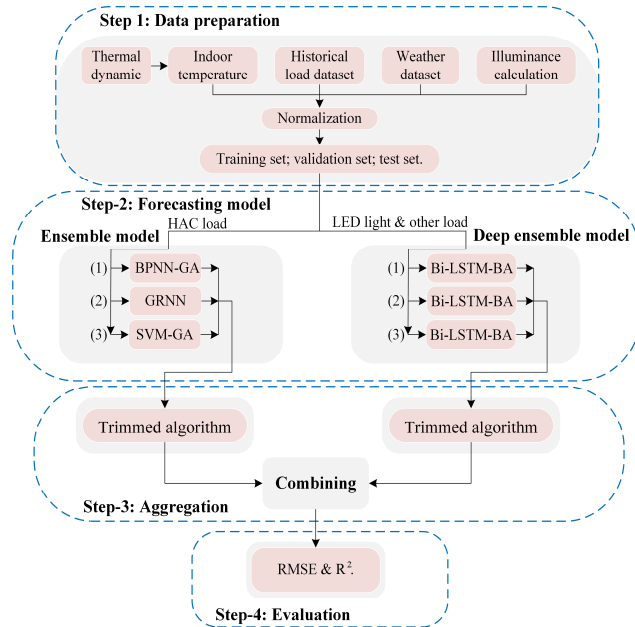 Step 1: Data preparation
Thermal
dynamic
Indoor
temperature
Historical
load dataset
Weather
dataset
Illuminance
calculation
Normalization
Training set; validation set; test set.
Step-2: Forecasting model
HAC load
LED light & other load
Ensemble model
Deep ensemble model
(1)
BPNN-GA
(2)
GRNN
(3)
SVM-GA
(1)
Bi-LSTM-BA
(2)
Bi-LSTM-BA
(3)
Bi-LSTM-BA
Trimmed algorithm
Trimmed algorithm
Combining
Step-3: Aggregation
RMSE & R².
Step-4: Evaluation